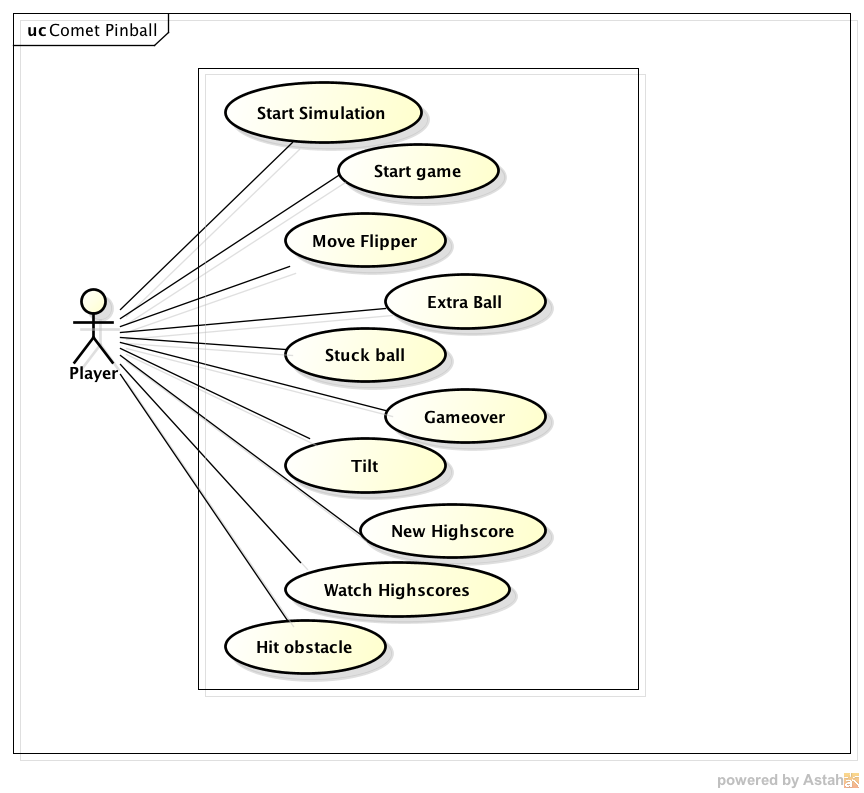 uc Comet Pinball
Start Simulation
Start game
Move Flipper
Extra Ball
Stuck ball
Player
Gameover
Tilt
New Highscore
Watch Highscores
Hit obstacle
powered by Astah